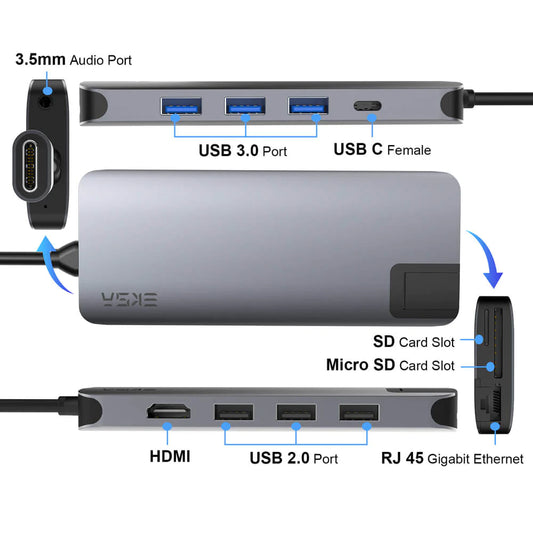 3.5mm Audio Port
USB 3.0 Port
USB C Female
EKSA
SD Card Slot
Micro SD Card Slot
HDMI
USB 2.0 Port
RJ 45 Gigabit Ethernet